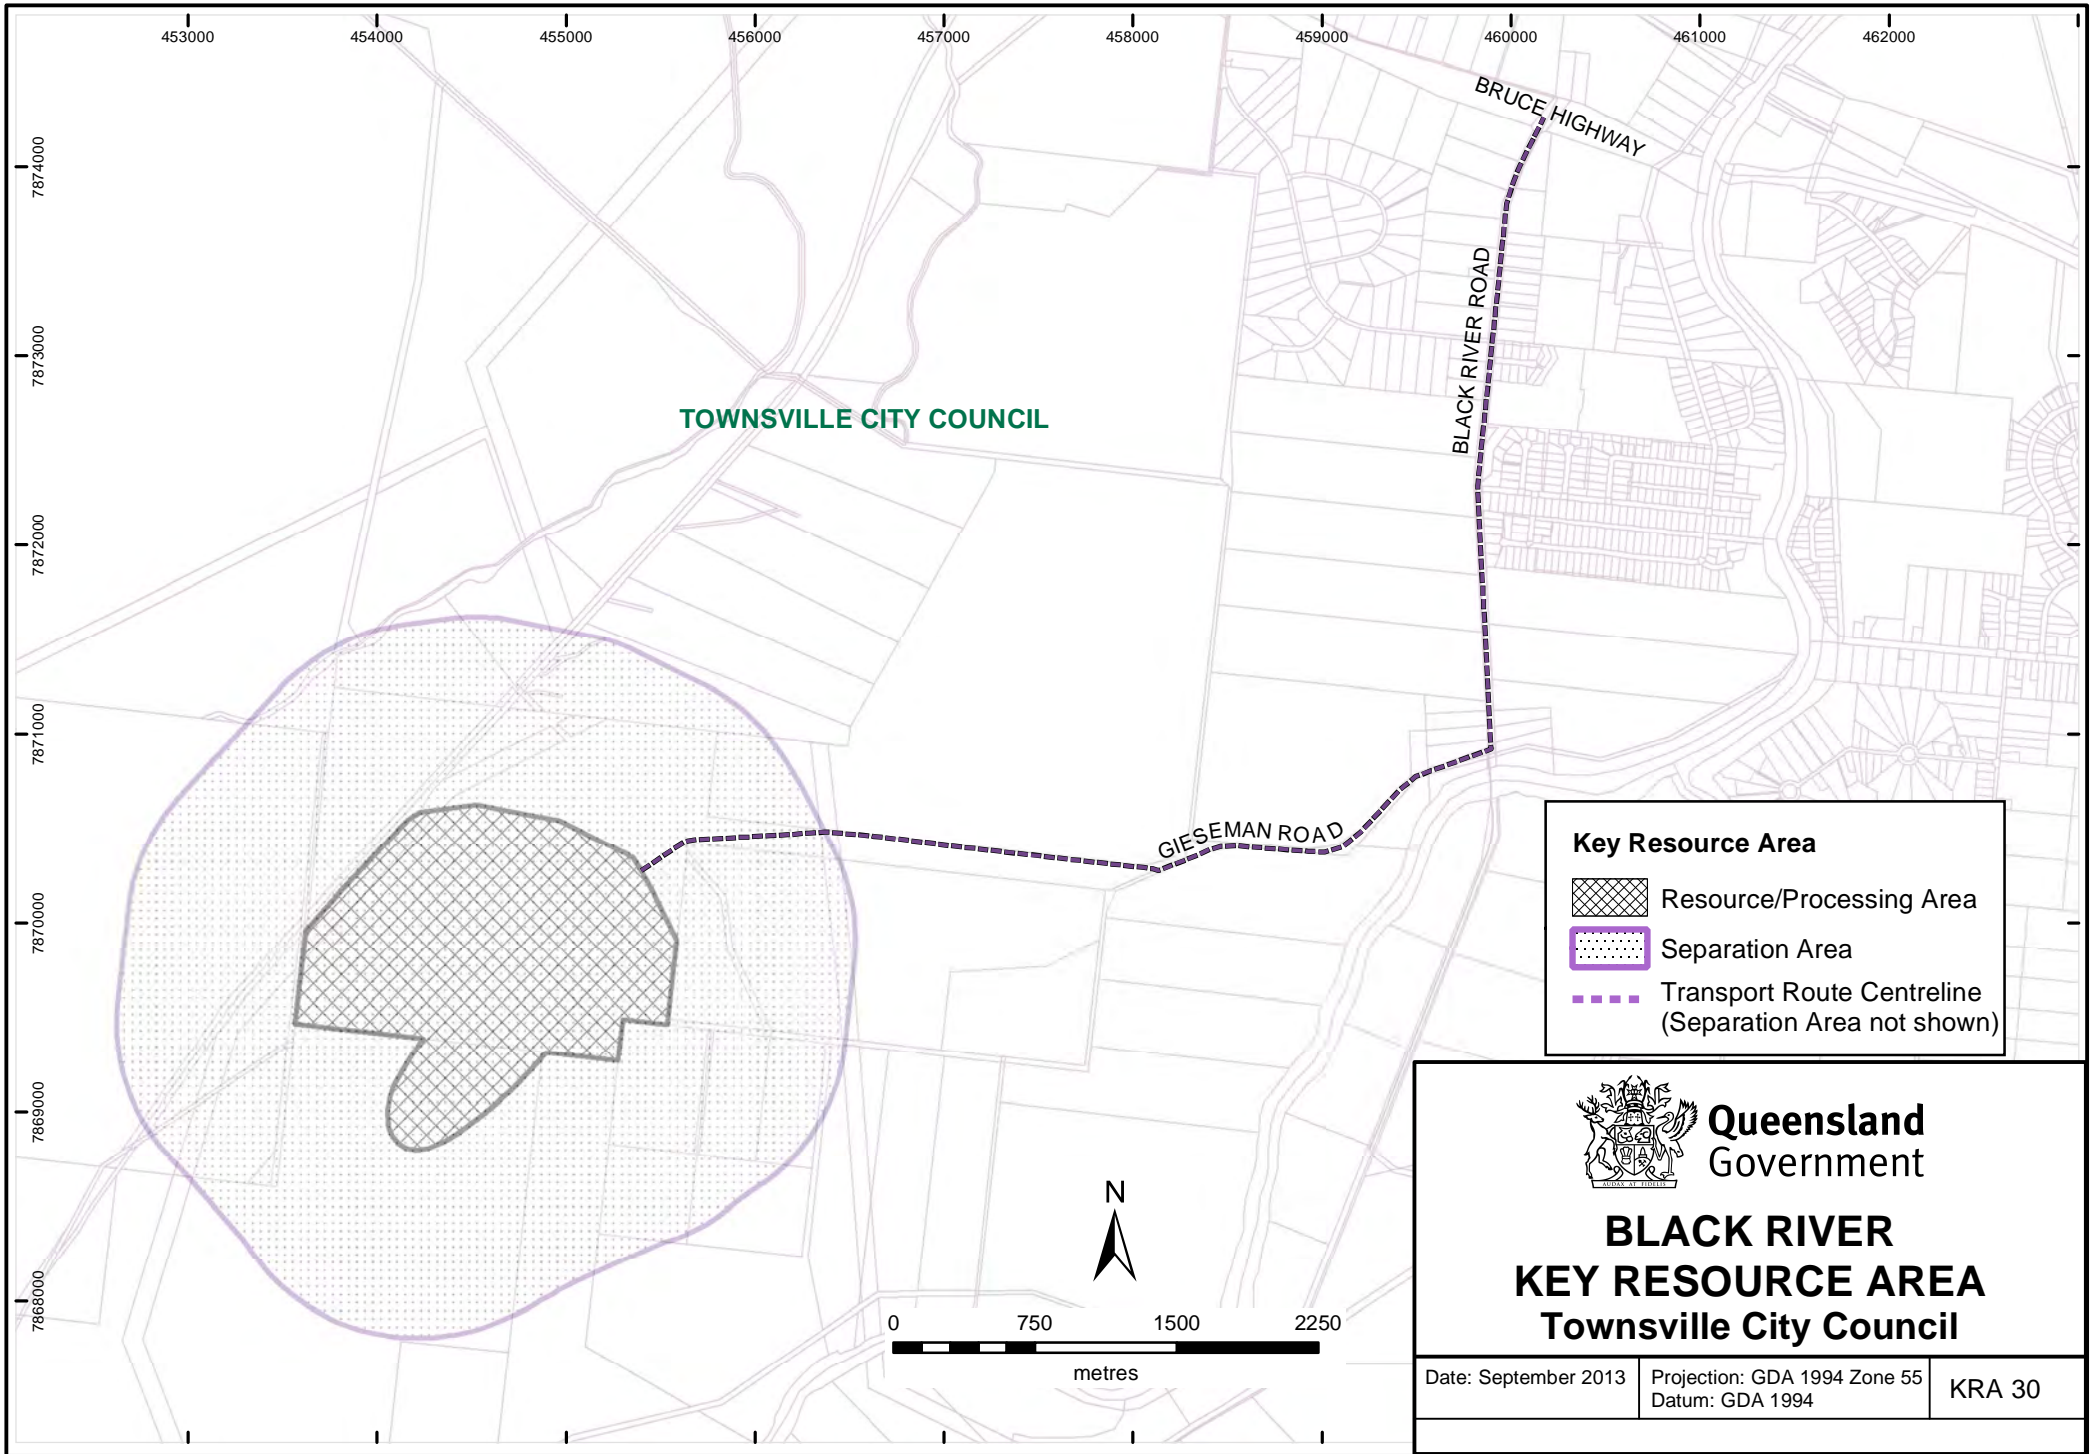 453000
454000
455000
456000
457000
458000
459000
460000
461000
462000
7874000
7873000
7872000
7871000
7870000
7869000
7868000
BRUCE HIGHWAY
BLACK RIVER ROAD
TOWNSVILLE CITY COUNCIL
GIESEMAN ROAD
Key Resource Area
Resource/Processing Area
Separation Area
Transport Route Centreline
(Separation Area not shown)
N
0 750 1500 2250
metres
AUDAX AT FIDELIS
Queensland
Government
BLACK RIVER
KEY RESOURCE AREA
Townsville City Council
Date: September 2013
Projection: GDA 1994 Zone 55
Datum: GDA 1994
KRA 30